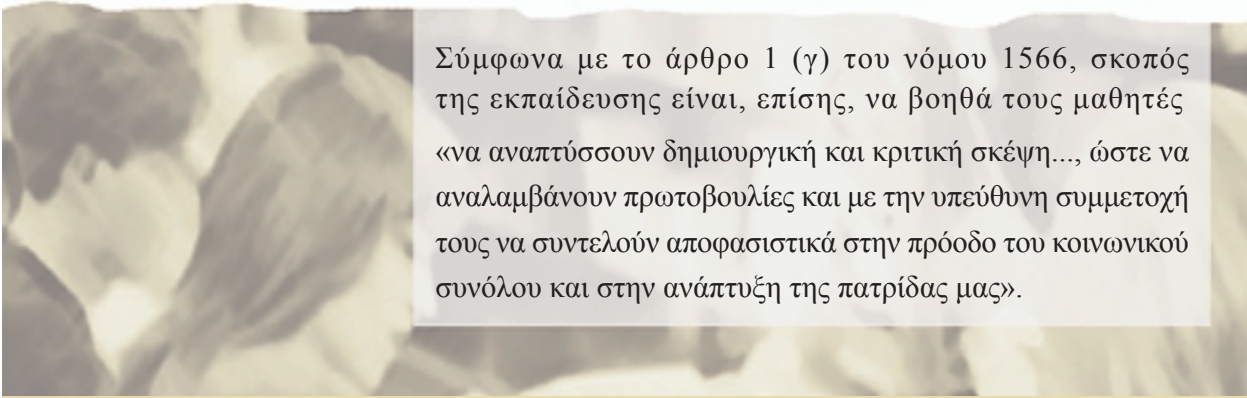 Σύμφωνα με το άρθρο 1 (γ) του νόμου 1566, σκοπός
της εκπαίδευσης είναι, επίσης, να βοηθά τους μαθητές
«να αναπτύσσουν δημιουργική και κριτική σκέψη..., ώστε να
αναλαμβάνουν πρωτοβουλίες και με την υπεύθυνη συμμετοχή
τους να συντελούν αποφασιστικά στην πρόοδο του κοινωνικού
συνόλου και στην ανάπτυξη της πατρίδας μας».